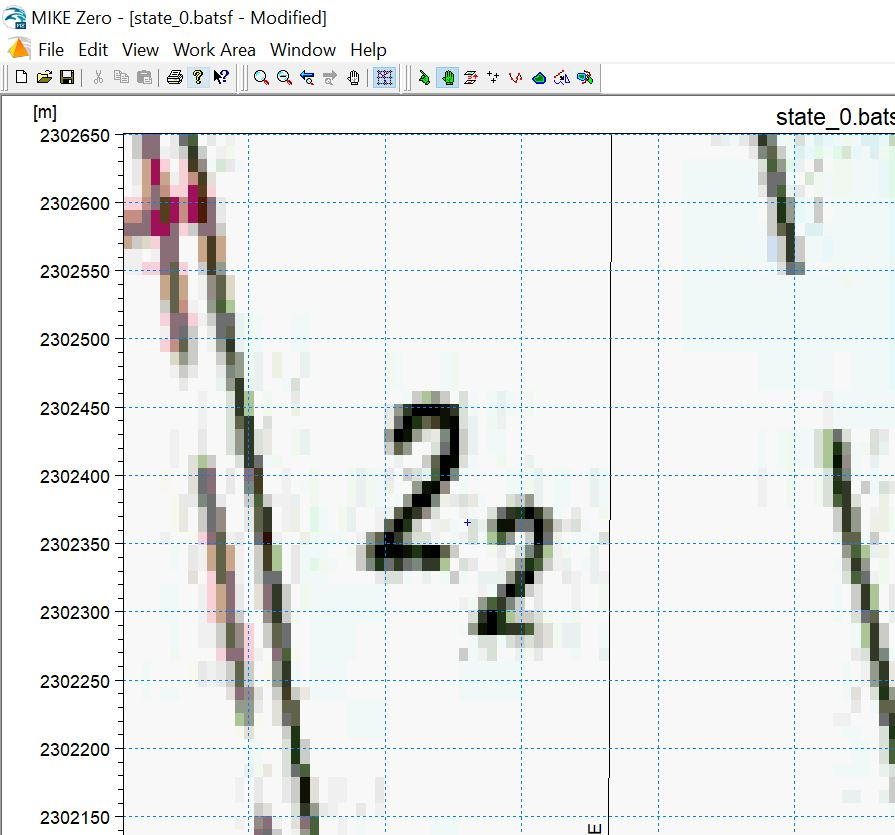 MIKE Zero - [state_0.batsf - Modified]
File Edit View Work Area Window Help
[m]
state_0.bats
2302650
2302600
2302550
2302500
2302450
2302400
2302350
2302300
2302250
2302200
2302150
2 2
E